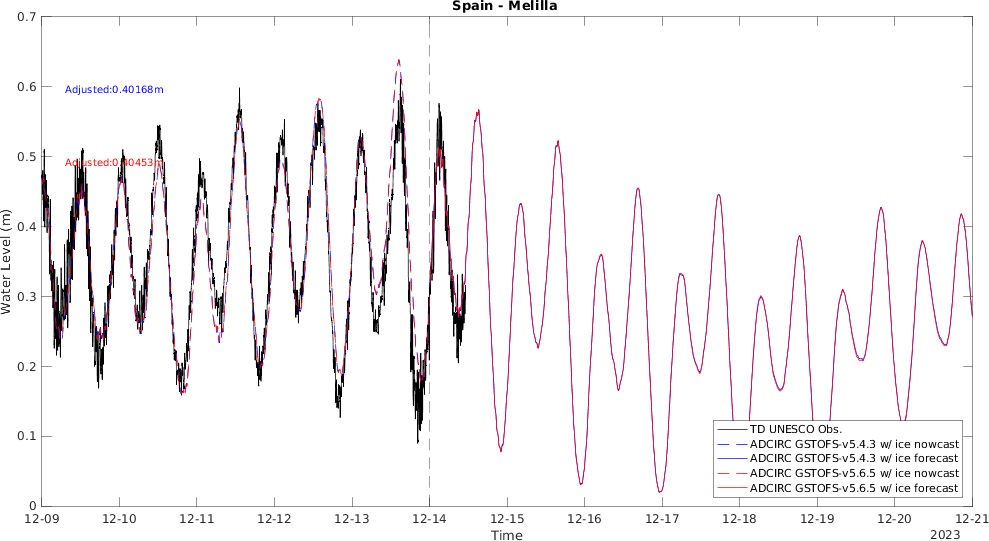 Spain - Melilla
0.7
0.6
0.5
0.4
0.3
0.2
0.1
0
Water Level (m)
Adjusted:0.40168m
Adjusted:0.40453m
TD UNESCO Obs.
ADCIRC GSTOFS-v5.4.3 w/ ice nowcast
ADCIRC GSTOFS-v5.4.3 w/ ice forecast
ADCIRC GSTOFS-v5.6.5 w/ ice nowcast
ADCIRC GSTOFS-v5.6.5 w/ ice forecast
12-09 12-10 12-11 12-12 12-13 12-14 12-15 12-16 12-17 12-18 12-19 12-20 12-21
Time
2023